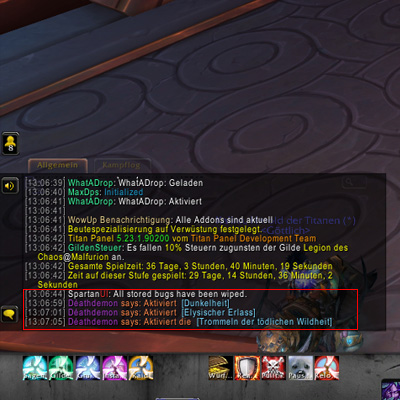 8
Allgemein Kampflog
[13:06:39] WhatADrop: WhatADrop: Geladen
[13:06:40] MaxDps: Initialized
[13:06:41] WhatADrop: WhatADrop: Aktiviert
[13:06:41]
[13:06:41] WowUp Benachrichtigung: Alle Addons sind aktuell
der Titanen (*)
[13:06:41] Beutespezialisierung auf Verwüstung festgelegt.
[13:06:42] Titan Panel 5.23.1.90200 vom Titan Panel Development Team
[13:06:42] GildenSteuer: Es fallen 10% Steuern zugunsten der Gilde Legion des
Chaos@Malfurion an.
[13:06:42] Gesamte Spielzeit: 36 Tage, 3 Stunden, 40 Minuten, 19 Sekunden
[13:06:42] Zeit auf dieser Stufe gespielt: 29 Tage, 14 Stunden, 36 Minuten, 2
Sekunden
[13:06:44] SpartanUI: All stored bugs have been wiped.
[13:06:59] Deathdemon says: Aktiviert [Dunkelheit]
[13:07:01] Deathdemon says: Aktiviert [Elysischer Erlass]
[13:07:05] Deathdemon says: Aktiviert die [Trommeln der tödlichen Wildheit]